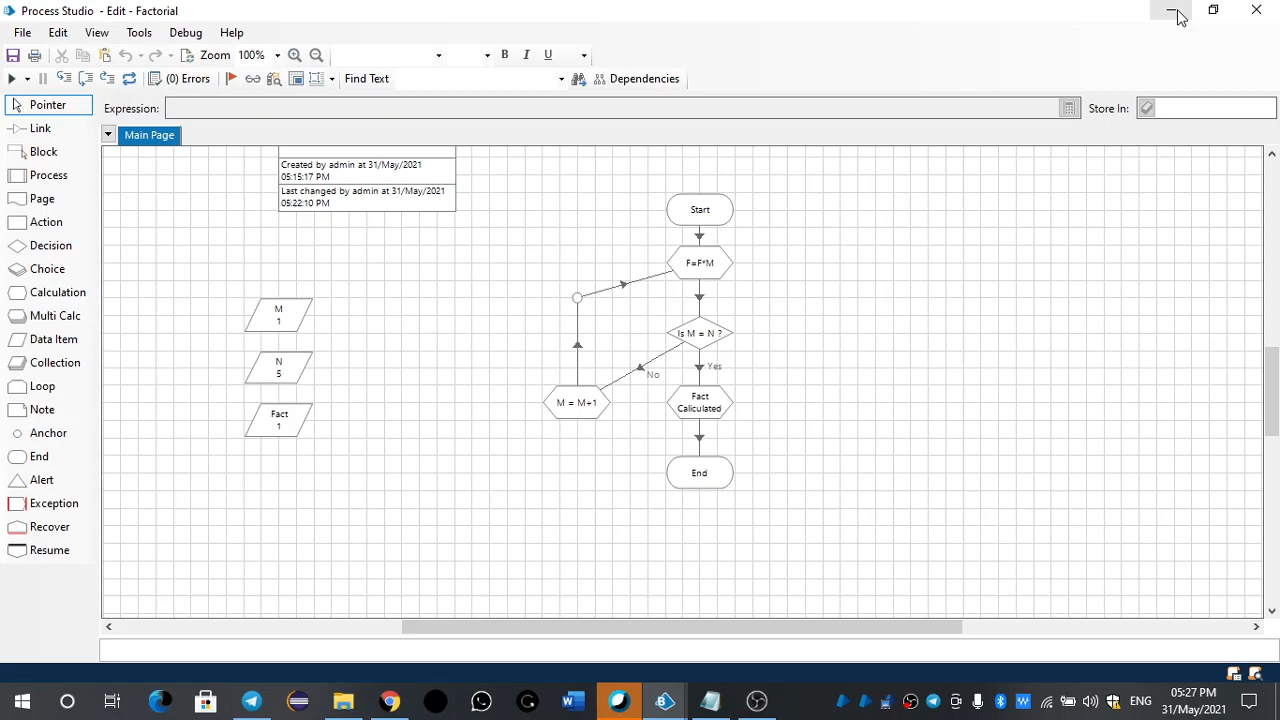 Process Studio - Edit - Factorial
File Edit View Tools Debug Help
Zoom 100% B I U
(0) Errors Find Text Dependencies
Pointer Expression: Store In:
Link
Main Page
Block
Process
Page
Action
Decision
Choice
Calculation
Multi Calc
Data Item
Collection
Loop
Note
Anchor
End
Alert
Exception
Recover
Resume
Created by admin at 31/May/2021
05:15:17 PM
Last changed by admin at 31/May/2021
05:22:10 PM
Start
F=F*M
M
1
Is M = N ?
N
5
Yes
No
Fact
1
M = M+1
Fact
Caliculated
End
ENG
05:27 PM
31/May/2021